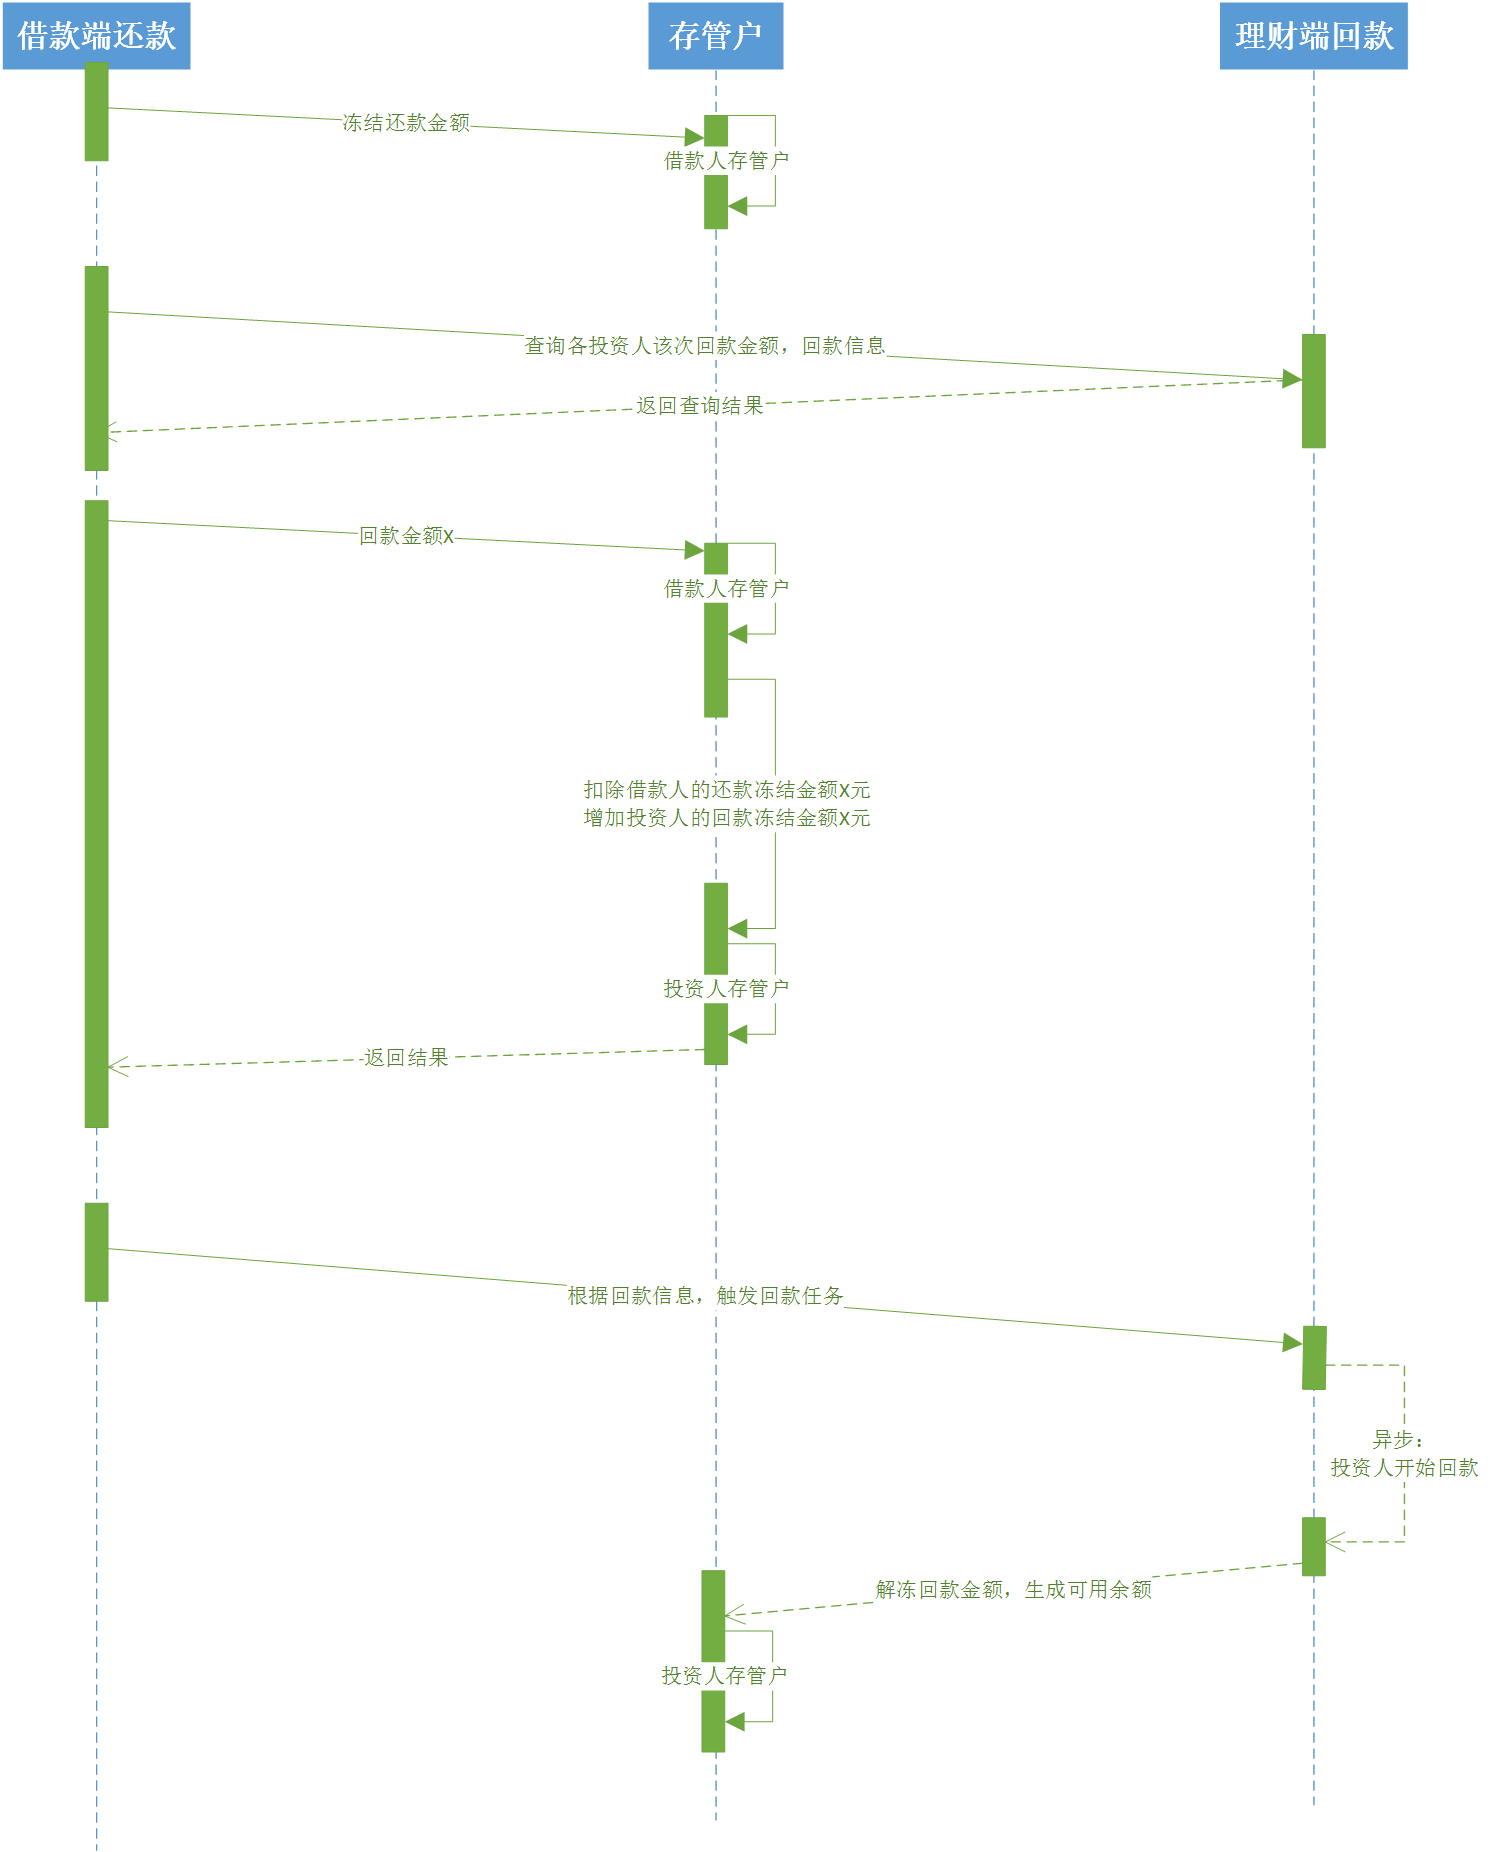 借款端还款
存管户
理财端回款
冻结还款金额
借款人存管户
查询各投资人该次回款金额，回款信息
返回查询结果
回款金额X
借款人存管户
扣除借款人的还款冻结金额X元
增加投资人的回款冻结金额X元
投资人存管户
返回结果
根据回款信息，触发回款任务
异步：
投资人开始回款
解冻回款金额，生成可用余额
投资人存管户